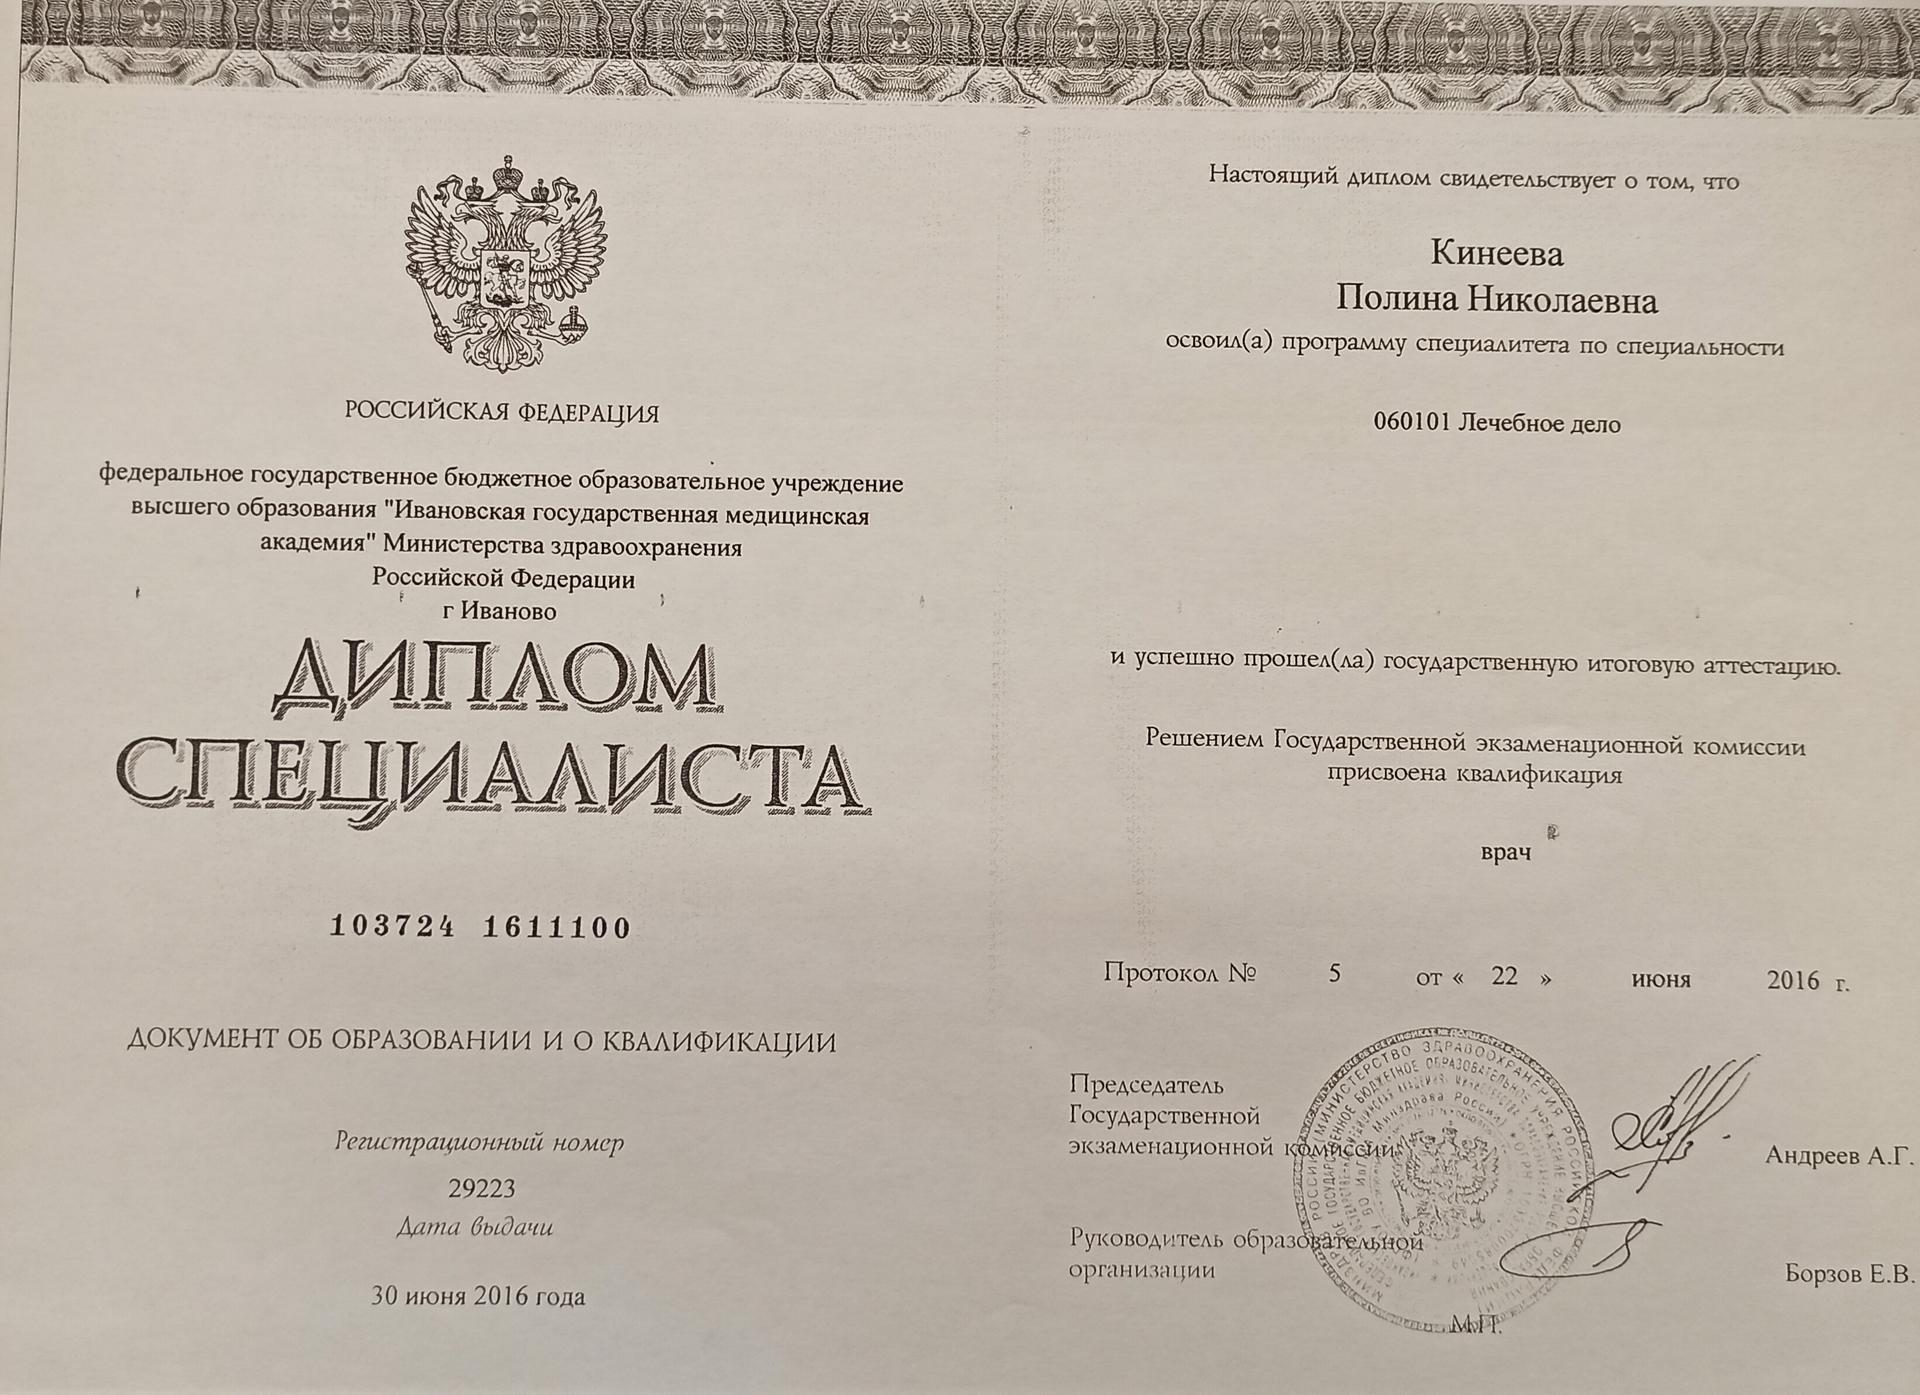 РОССИЙСКАЯ ФЕДЕРАЦИЯ
федеральное государственное бюджетное образовательное учреждение
высшего образования "Ивановская государственная медицинская
академия" Министерства здравоохранения
Российской Федерации
г Иваново
ДИПЛОМ
СПЕЦИАЛИСТА
103724 1611100
ДОКУМЕНТ ОБ ОБРАЗОВАНИИ И О КВАЛИФИКАЦИИ
Регистрационный номер
29223
Дата выдачи
30 июня 2016 года
Настоящий диплом свидетельствует о том, что
Кинеева
Полина Николаевна
освоил(а) программу специалитета по специальности
060101 Лечебное дело
и успешно прошел(ла) государственную итоговую аттестацию.
Решением Государственной экзаменационной комиссии
присвоена квалификация
врач
Протокол № 5 от « 22 » июня 2016 г.
Председатель
Государственной
экзаменационной комиссии
Андреев А.Г.
Руководитель образовательной
организации
Борзов Е.В.
М.П.
МИНИСТЕРСТВО ЗДРАВООХРАНЕНИЯ РОССИЙСКОЙ ФЕДЕРАЦИИ